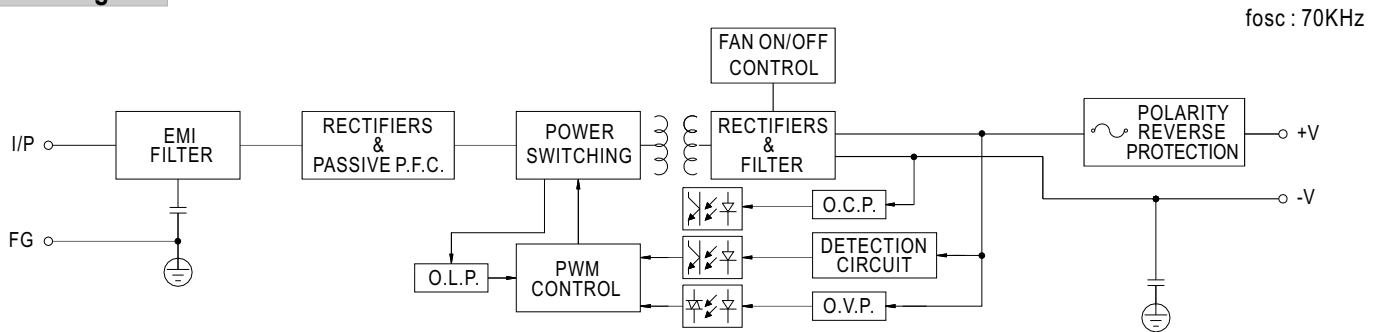 fosc : 70KHz
FAN ON/OFF
CONTROL
I/P
EMI
FILTER
RECTIFIERS
&
PASSIVE P.F.C.
POWER
SWITCHING
RECTIFIERS
&
FILTER
POLARITY
REVERSE
PROTECTION
+V
-V
O.C.P.
FG
O.L.P.
PWM
CONTROL
DETECTION
CIRCUIT
O.V.P.